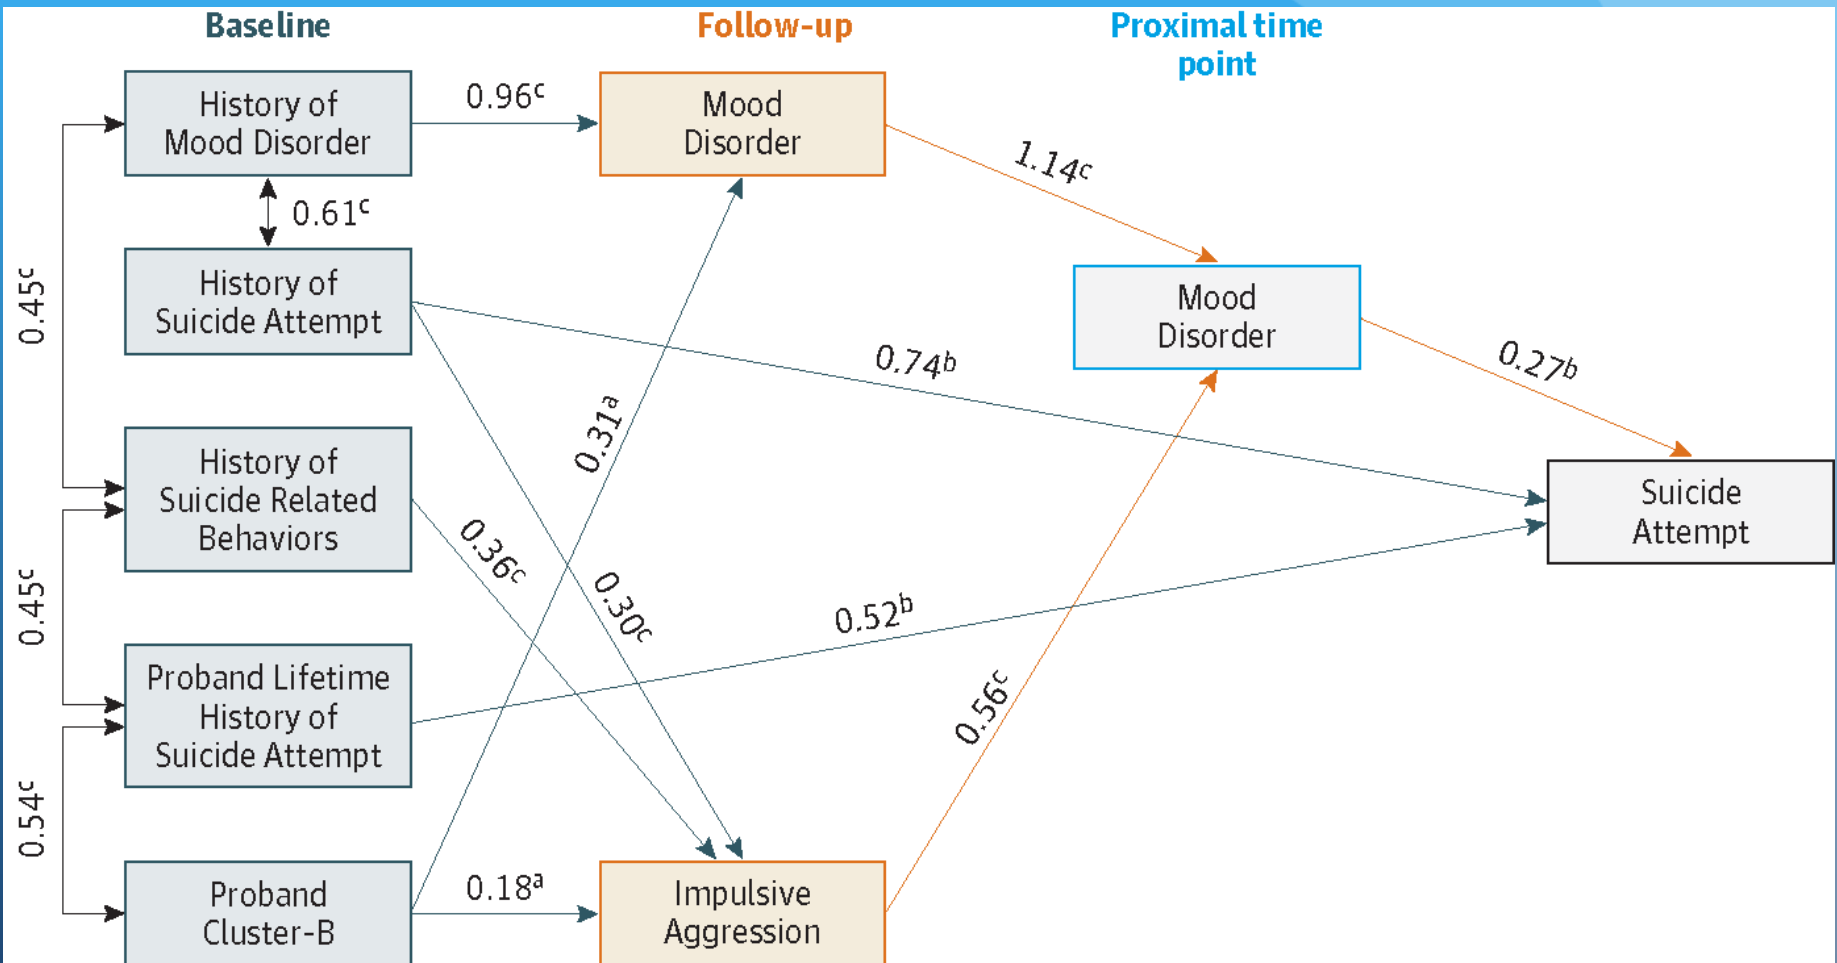 Baseline
Follow-up
Proximal time
point
History of
Mood Disorder
0.96c
Mood
Disorder
1.14c
0.61c
0.45c
History of
Suicide Attempt
Mood
Disorder
0.74b
0.27b
0.31a
History of
Suicide Related
Behaviors
Suicide
Attempt
0.36c
0.30c
0.45c
0.52b
Proband Lifetime
History of
Suicide Attempt
0.56c
0.54c
Proband
Cluster-B
0.18a
Impulsive
Aggression